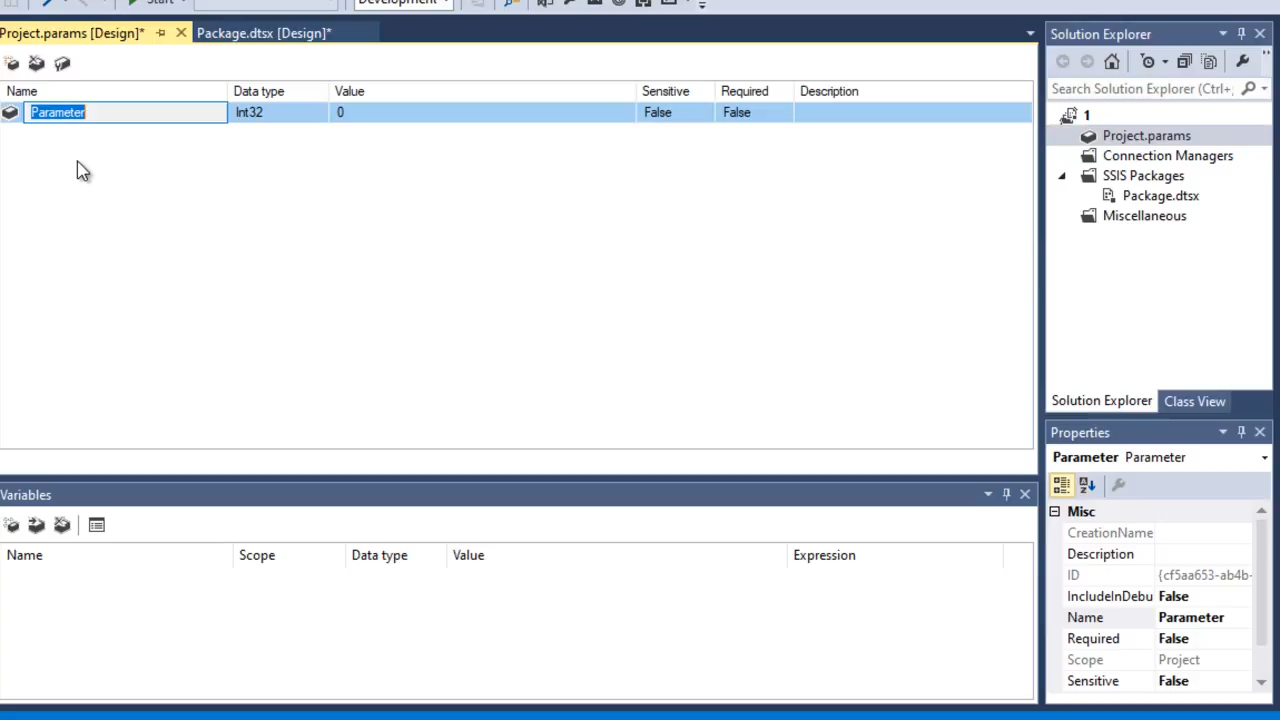 Start
Development
Project.params [Design]*
Package.dtsx [Design]*
Name Data type Value Sensitive Required Description
Parameter Int32 0 False False
Variables
Name Scope Data type Value Expression
Solution Explorer
Search Solution Explorer (Ctrl+;
1
Project.params
Connection Managers
SSIS Packages
Package.dtsx
Miscellaneous
Solution Explorer Class View
Properties
Parameter Parameter
Misc
CreationName
Description
ID {cf5aa653-ab4b-
IncludeInDebu False
Name Parameter
Required False
Scope Project
Sensitive False